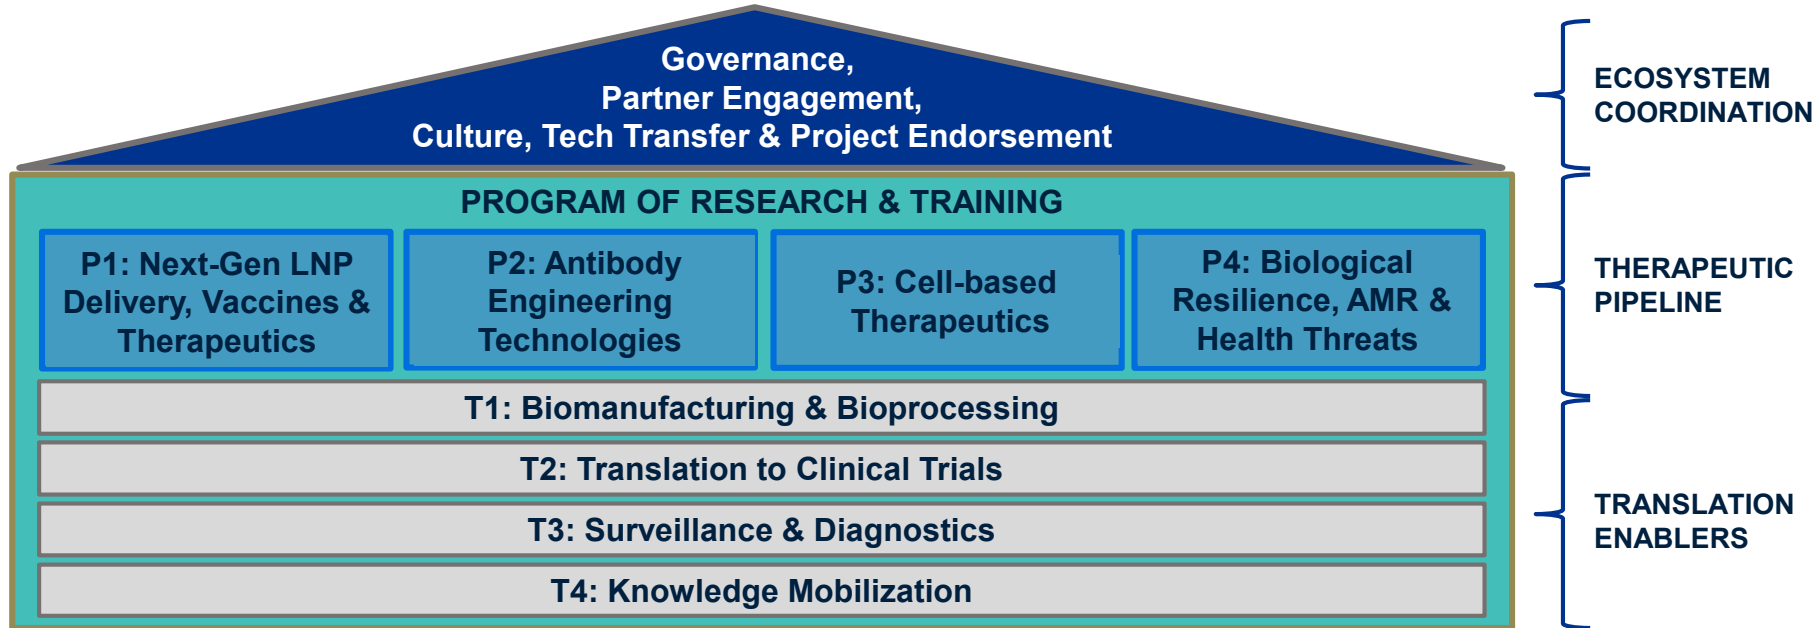 Governance,
Partner Engagement,
Culture, Tech Transfer & Project Endorsement
ECOSYSTEM
COORDINATION
PROGRAM OF RESEARCH & TRAINING
P1: Next-Gen LNP
Delivery, Vaccines &
Therapeutics
P2: Antibody
Engineering
Technologies
P3: Cell-based
Therapeutics
P4: Biological
Resilience, AMR &
Health Threats
THERAPEUTIC
PIPELINE
T1: Biomanufacturing & Bioprocessing
T2: Translation to Clinical Trials
T3: Surveillance & Diagnostics
T4: Knowledge Mobilization
TRANSLATION
ENABLERS